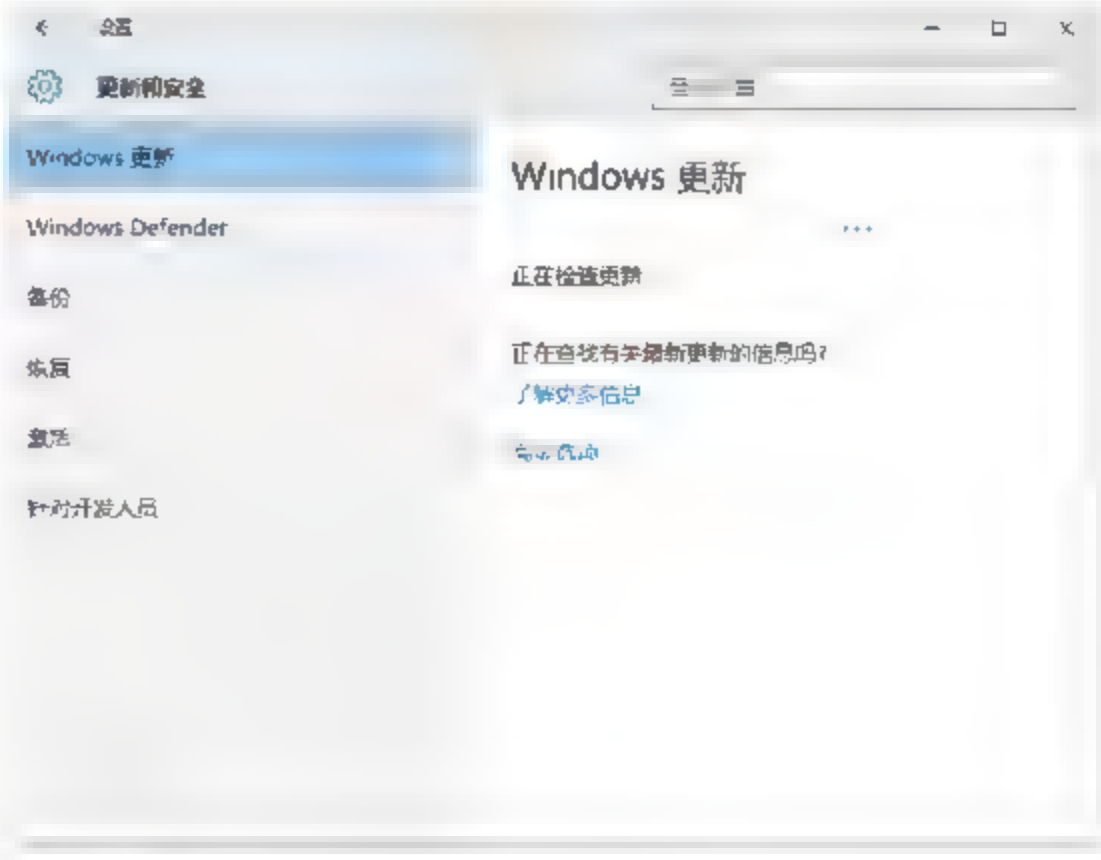 设置
更新和安全
Windows 更新
Windows Defender
备份
恢复
激活
针对开发人员
Windows 更新
正在检查更新
正在查找有关最新更新的信息吗?
了解更多信息
高级选项